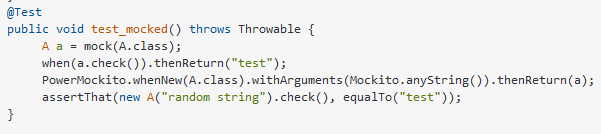 @Test
public void test_mocked() throws Throwable {
     A a = mock(A.class);
     when(a.check()).thenReturn("test");
     PowerMockito.whenNew(A.class).withArguments(Mockito.anyString()).thenReturn(a);
     assertThat(new A("random string").check(), equalTo("test"));
}